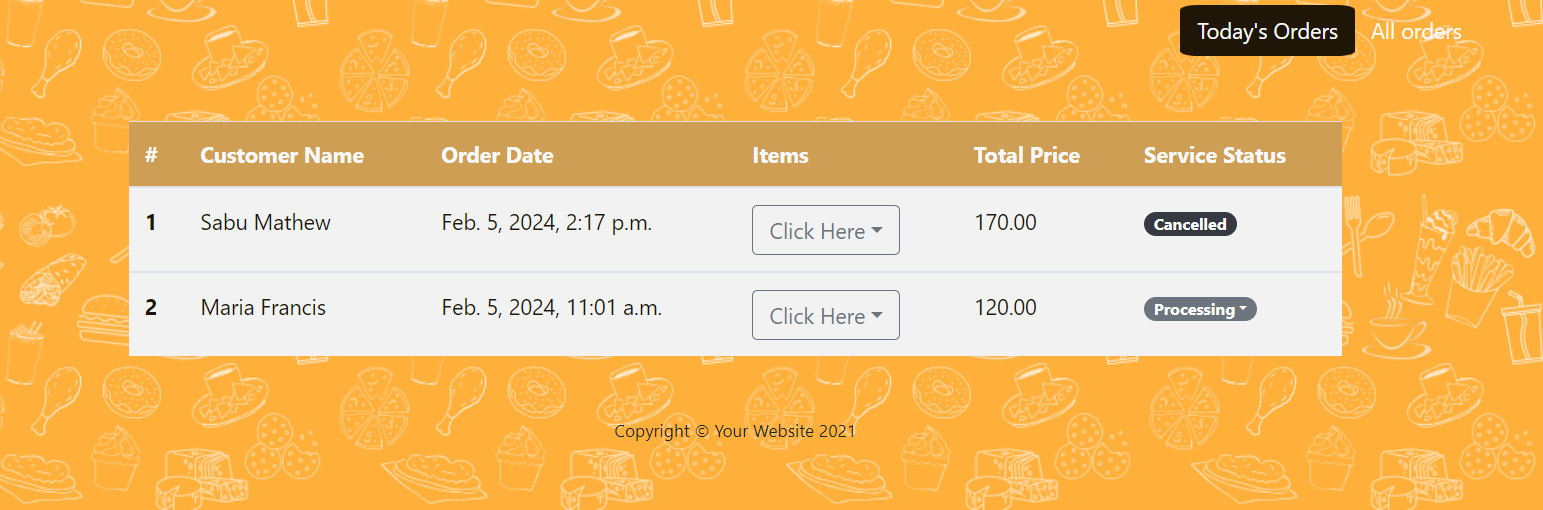 Today's Orders All orders
# Customer Name Order Date Items Total Price Service Status
1 Sabu Mathew Feb. 5, 2024, 2:17 p.m. Click Here 170.00 Cancelled
2 Maria Francis Feb. 5, 2024, 11:01 a.m. Click Here 120.00 Processing
Copyright © Your Website 2021